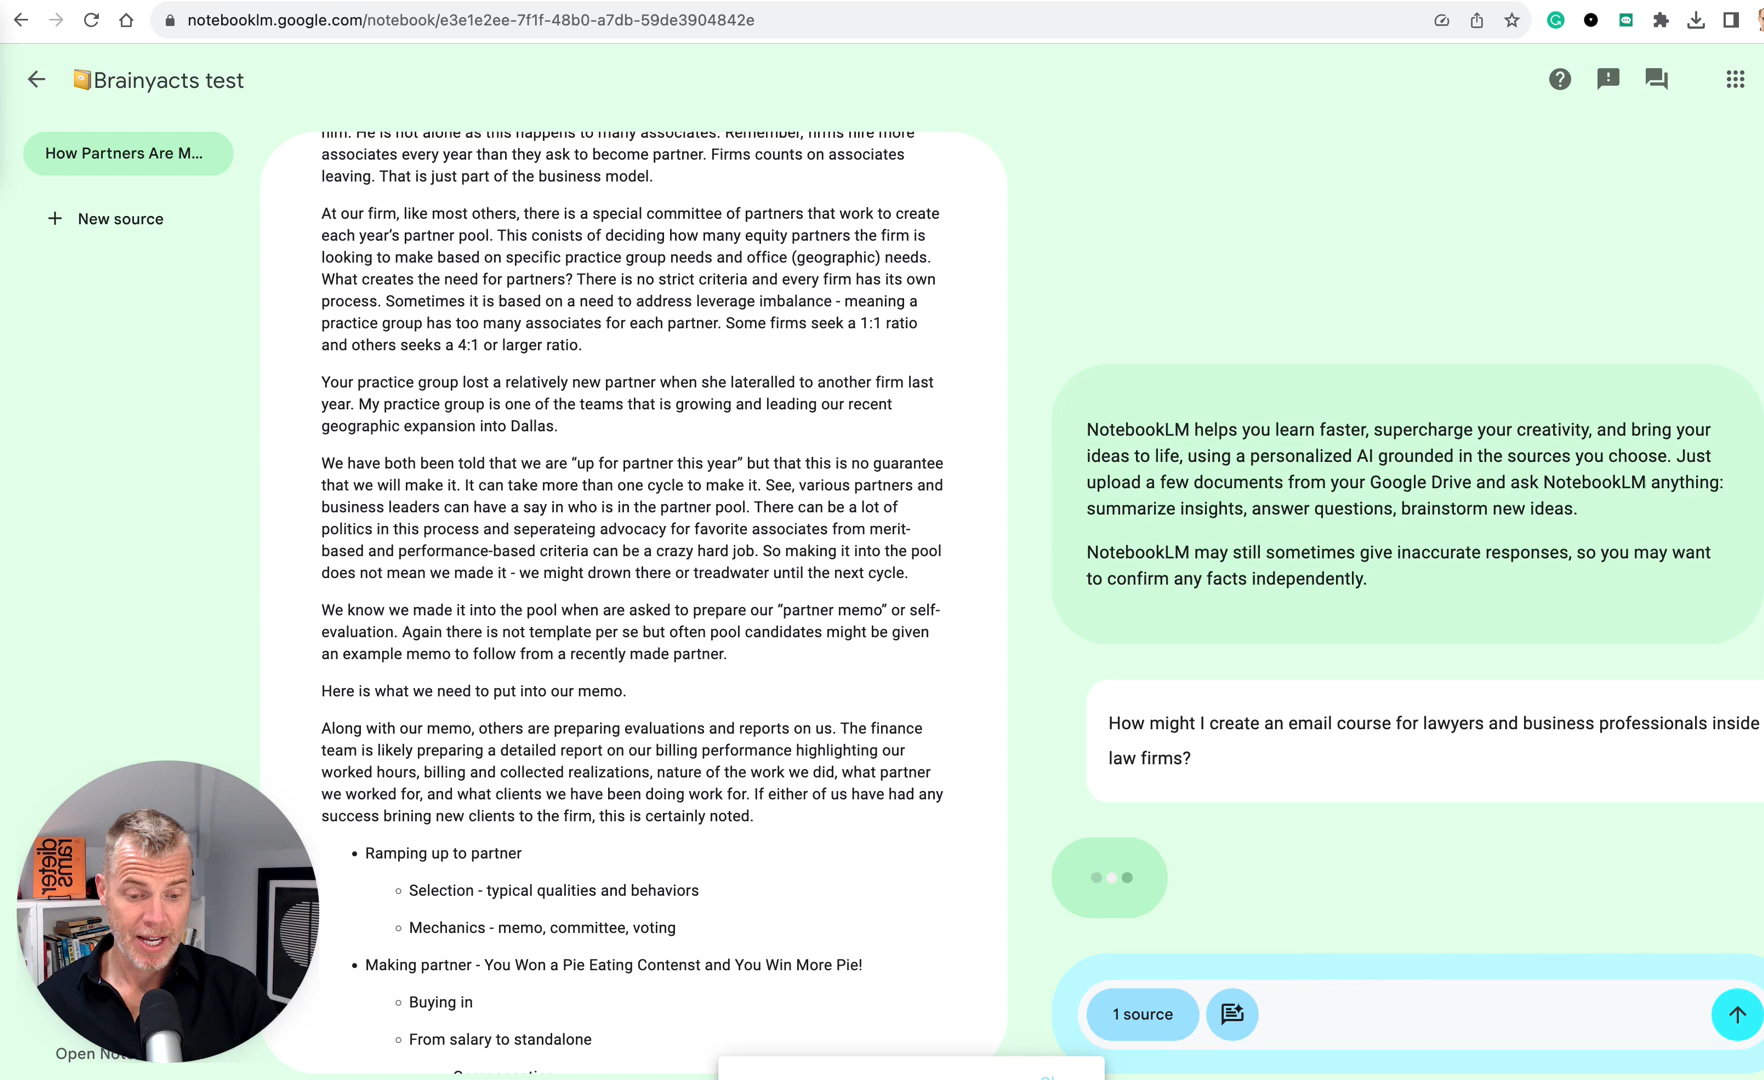 notebooklm.google.com/notebook/e3e1e2ee-7f1f-48b0-a7db-59de3904842e
Brainyacts test
How Partners Are M...
New source
him. He is not alone as this happens to many associates. Remember, firms hire more
associates every year than they ask to become partner. Firms counts on associates
leaving. That is just part of the business model.
At our firm, like most others, there is a special committee of partners that work to create
each year's partner pool. This conists of deciding how many equity partners the firm is
looking to make based on specific practice group needs and office (geographic) needs.
What creates the need for partners? There is no strict criteria and every firm has its own
process. Sometimes it is based on a need to address leverage imbalance - meaning a
practice group has too many associates for each partner. Some firms seek a 1:1 ratio
and others seeks a 4:1 or larger ratio.
Your practice group lost a relatively new partner when she lateralled to another firm last
year. My practice group is one of the teams that is growing and leading our recent
geographic expansion into Dallas.
We have both been told that we are “up for partner this year” but that this is no guarantee
that we will make it. It can take more than one cycle to make it. See, various partners and
business leaders can have a say in who is in the partner pool. There can be a lot of
politics in this process and seperateing advocacy for favorite associates from merit-
based and performance-based criteria can be a crazy hard job. So making it into the pool
does not mean we made it - we might drown there or treadwater until the next cycle.
We know we made it into the pool when are asked to prepare our “partner memo” or self-
evaluation. Again there is not template per se but often pool candidates might be given
an example memo to follow from a recently made partner.
Here is what we need to put into our memo.
Along with our memo, others are preparing evaluations and reports on us. The finance
team is likely preparing a detailed report on our billing performance highlighting our
worked hours, billing and collected realizations, nature of the work we did, what partner
we worked for, and what clients we have been doing work for. If either of us have had any
success brining new clients to the firm, this is certainly noted.
• Ramping up to partner
○ Selection - typical qualities and behaviors
○ Mechanics - memo, committee, voting
• Making partner - You Won a Pie Eating Contenst and You Win More Pie!
○ Buying in
○ From salary to standalone
NotebookLM helps you learn faster, supercharge your creativity, and bring your
ideas to life, using a personalized AI grounded in the sources you choose. Just
upload a few documents from your Google Drive and ask NotebookLM anything:
summarize insights, answer questions, brainstorm new ideas.
NotebookLM may still sometimes give inaccurate responses, so you may want
to confirm any facts independently.
How might I create an email course for lawyers and business professionals inside
law firms?
1 source
dieter
rams
Open